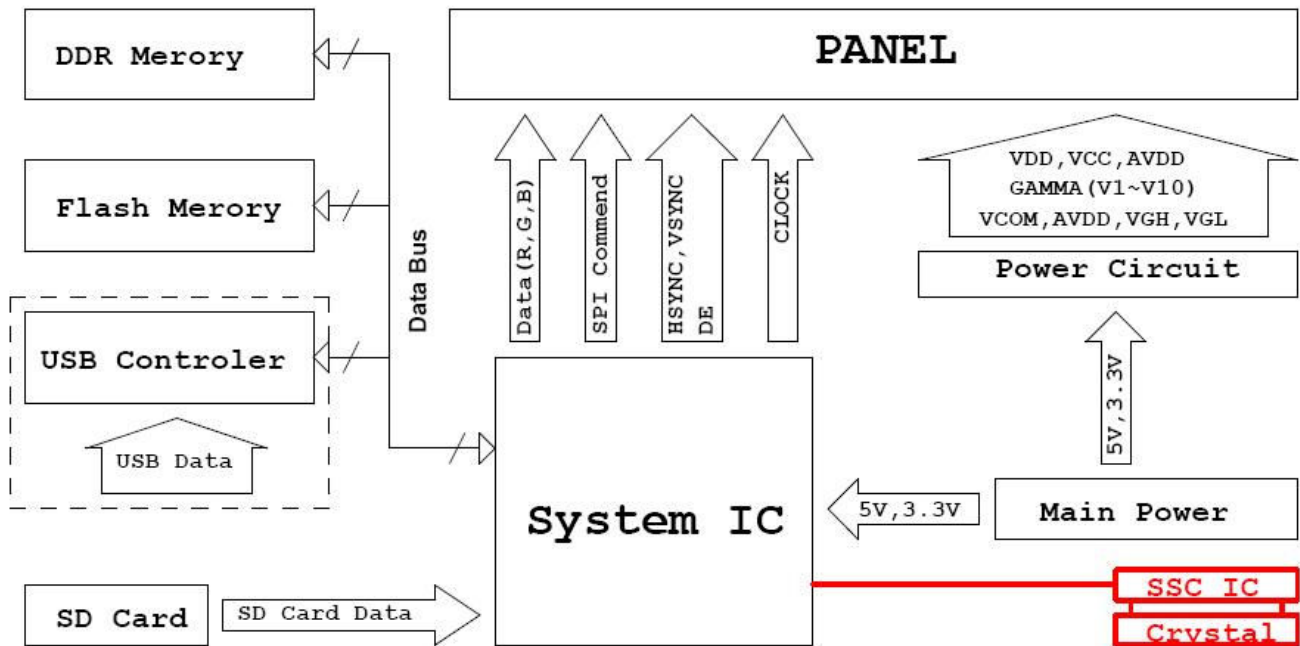 DDR Merory
PANEL
Flash Merory
Data Bus
Data(R,G,B)
SPI Commend
HSYNC,VSYNC
DE
CLOCK
VDD,VCC,AVDD
GAMMA(V1~V10)
VCOM,AVDD,VGH,VGL
Power Circuit
USB Controler
USB Data
5V,3.3V
System IC
5V,3.3V
Main Power
SD Card
SD Card Data
SSC IC
Crystal